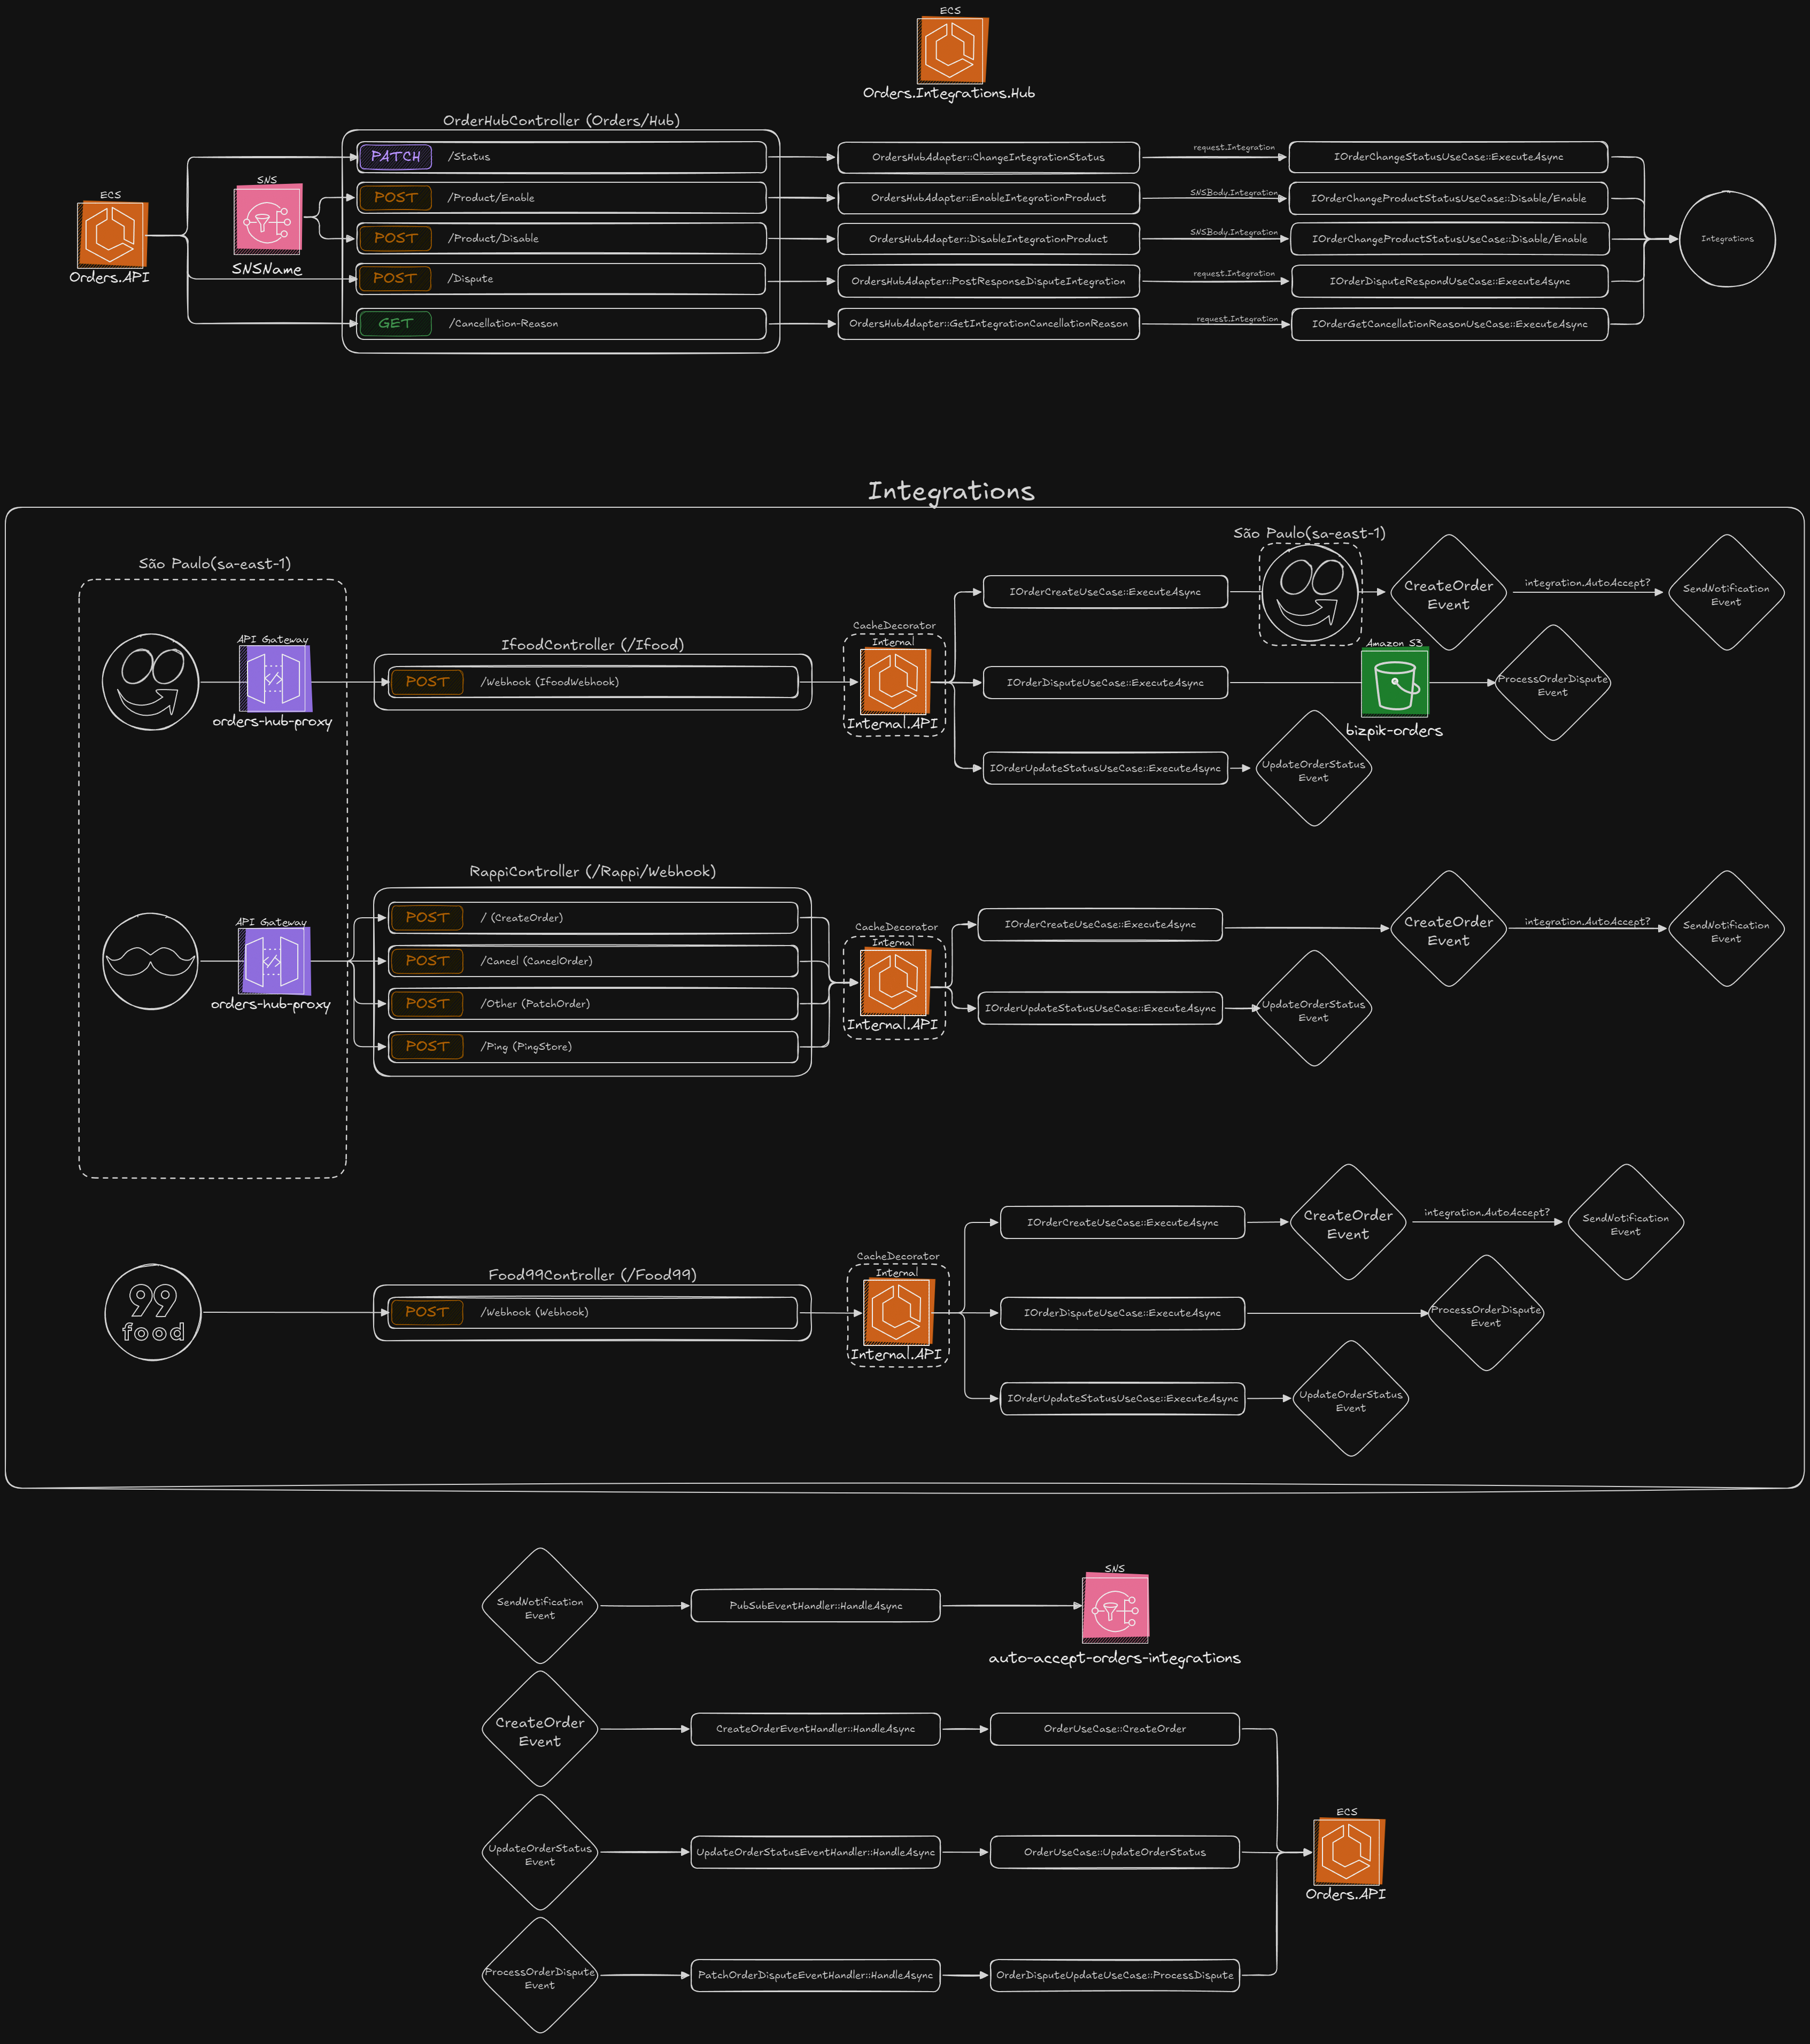 ECS
Orders.Integrations.Hub
OrderHubController (Orders/Hub)
ECS
Orders.API
SNS
SNSName
PATCH
/Status
OrdersHubAdapter::ChangeIntegrationStatus
request.Integration
IOrderChangeStatusUseCase::ExecuteAsync
POST
/Product/Enable
OrdersHubAdapter::EnableIntegrationProduct
SNSBody.Integration
IOrderChangeProductStatusUseCase::Disable/Enable
POST
/Product/Disable
OrdersHubAdapter::DisableIntegrationProduct
SNSBody.Integration
IOrderChangeProductStatusUseCase::Disable/Enable
POST
/Dispute
OrdersHubAdapter::PostResponseDisputeIntegration
request.Integration
IOrderDisputeRespondUseCase::ExecuteAsync
GET
/Cancellation-Reason
OrdersHubAdapter::GetIntegrationCancellationReason
request.Integration
IOrderGetCancellationReasonUseCase::ExecuteAsync
Integrations
Integrations
São Paulo(sa-east-1)
API Gateway
orders-hub-proxy
IfoodController (/Ifood)
POST
/Webhook (IfoodWebhook)
CacheDecorator
Internal
Internal.API
IOrderCreateUseCase::ExecuteAsync
São Paulo(sa-east-1)
CreateOrder
Event
integration.AutoAccept?
SendNotification
Event
IOrderDisputeUseCase::ExecuteAsync
Amazon S3
bizpik-orders
ProcessOrderDispute
Event
IOrderUpdateStatusUseCase::ExecuteAsync
UpdateOrderStatus
Event
API Gateway
orders-hub-proxy
RappiController (/Rappi/Webhook)
POST
/ (CreateOrder)
POST
/Cancel (CancelOrder)
POST
/Other (PatchOrder)
POST
/Ping (PingStore)
CacheDecorator
Internal
Internal.API
IOrderCreateUseCase::ExecuteAsync
CreateOrder
Event
integration.AutoAccept?
SendNotification
Event
IOrderUpdateStatusUseCase::ExecuteAsync
UpdateOrderStatus
Event
99
food
Food99Controller (/Food99)
POST
/Webhook (Webhook)
CacheDecorator
Internal
Internal.API
IOrderCreateUseCase::ExecuteAsync
CreateOrder
Event
integration.AutoAccept?
SendNotification
Event
IOrderDisputeUseCase::ExecuteAsync
ProcessOrderDispute
Event
IOrderUpdateStatusUseCase::ExecuteAsync
UpdateOrderStatus
Event
SendNotification
Event
PubSubEventHandler::HandleAsync
SNS
auto-accept-orders-integrations
CreateOrder
Event
CreateOrderEventHandler::HandleAsync
OrderUseCase::CreateOrder
UpdateOrderStatus
Event
UpdateOrderStatusEventHandler::HandleAsync
OrderUseCase::UpdateOrderStatus
ECS
Orders.API
ProcessOrderDispute
Event
PatchOrderDisputeEventHandler::HandleAsync
OrderDisputeUpdateUseCase::ProcessDispute